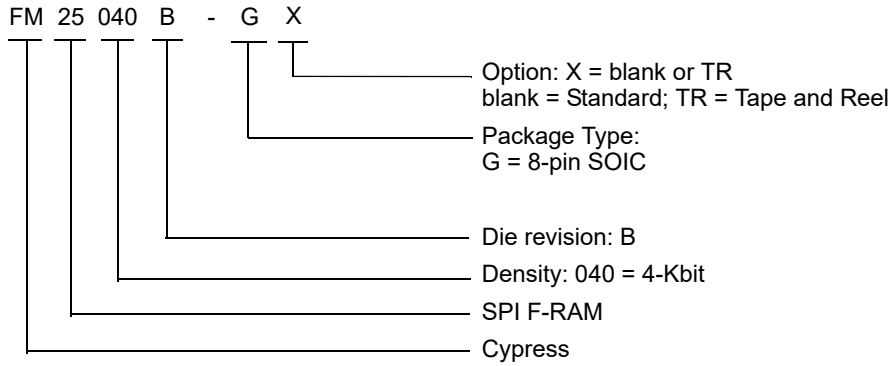 FM 25 040 B - G X
Option: X = blank or TR
blank = Standard; TR = Tape and Reel
Package Type:
G = 8-pin SOIC
Die revision: B
Density: 040 = 4-Kbit
SPI F-RAM
Cypress